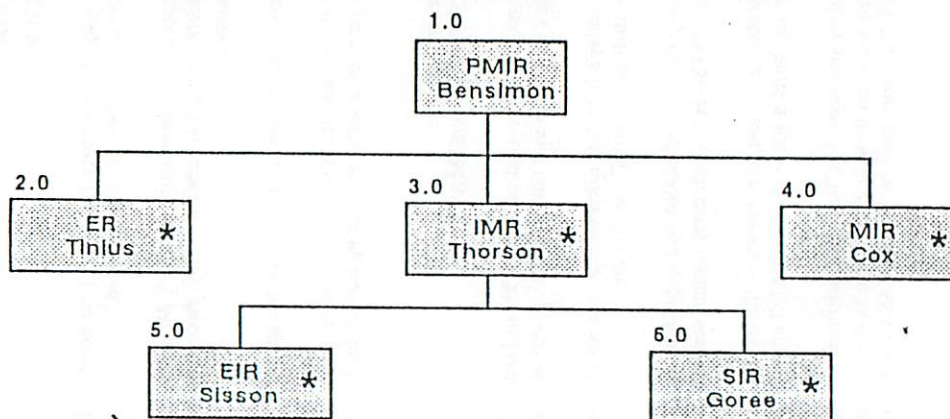 1.0
PMIR
Bensimon
2.0
ER
Tinius *
3.0
IMR
Thorson *
4.0
MIR
Cox *
5.0
EIR
Sisson *
6.0
SIR
Goree *